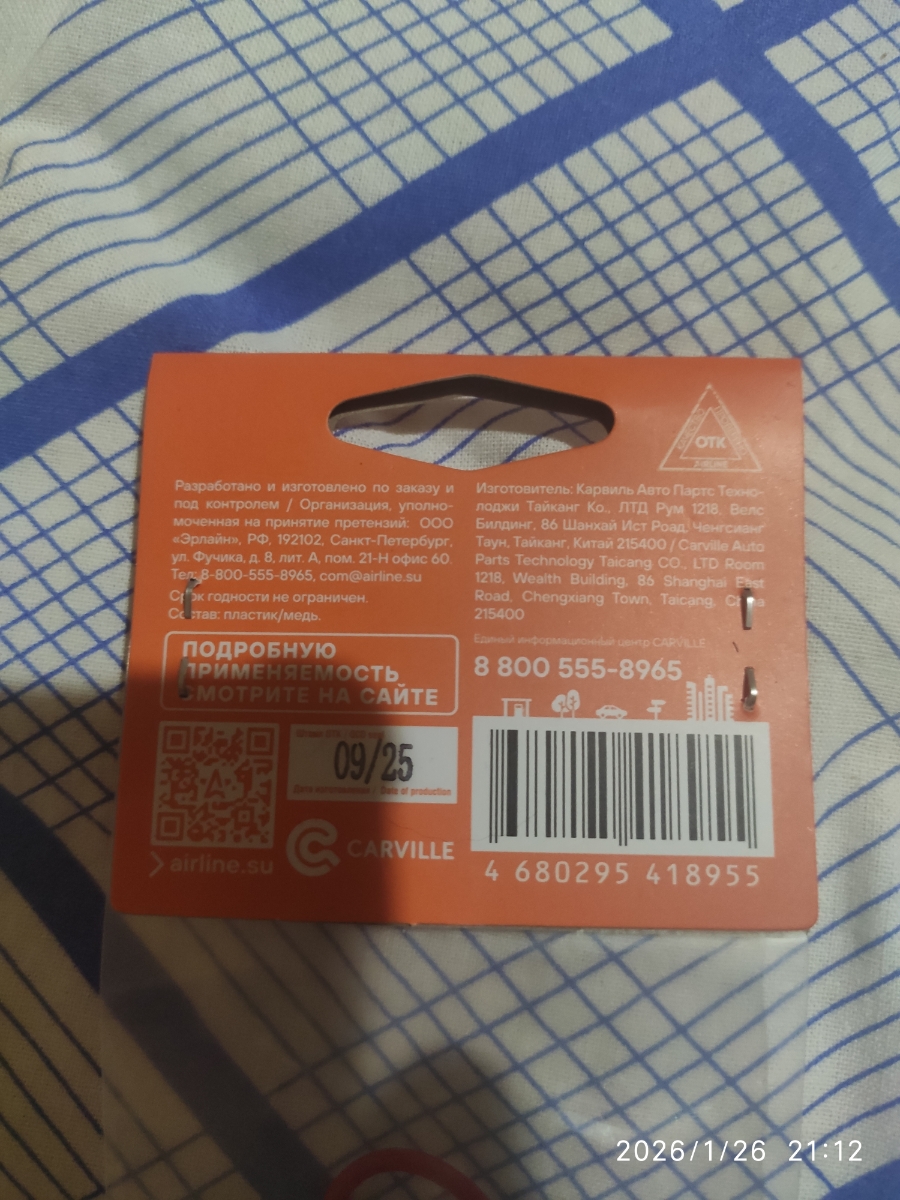 ОТК
AIRLINE
Разработано и изготовлено по заказу и
под контролем / Организация, уполно-
моченная на принятие претензий: ООО
«Эрлайн», РФ, 192102, Санкт-Петербург,
ул. Фучика, д. 8, лит. А, пом. 21-Н офис 60.
Тел: 8-800-555-8965, com@airline.su
Срок годности не ограничен.
Состав: пластик/медь.
ПОДРОБНУЮ
ПРИМЕНЯЕМОСТЬ
СМОТРИТЕ НА САЙТЕ
Штамп ОТК /
09/25
Дата изготовления / Date of production
airline.su
CARVILLE
Изготовитель: Карвиль Авто Партс Техно-
лоджи Тайканг Ко., ЛТД Рум 1218, Велс
Билдинг, 86 Шанхай Ист Роад, Ченгсианг
Таун, Тайканг, Китай 215400 / Carville Auto
Parts Technology Taicang CO., LTD Room
1218, Wealth Building, 86 Shanghai East
Road, Chengxiang Town, Taicang, China
215400
Единый информационный центр CARVILLE
8 800 555-8965
4 680295 418955
2026/1/26 21:12